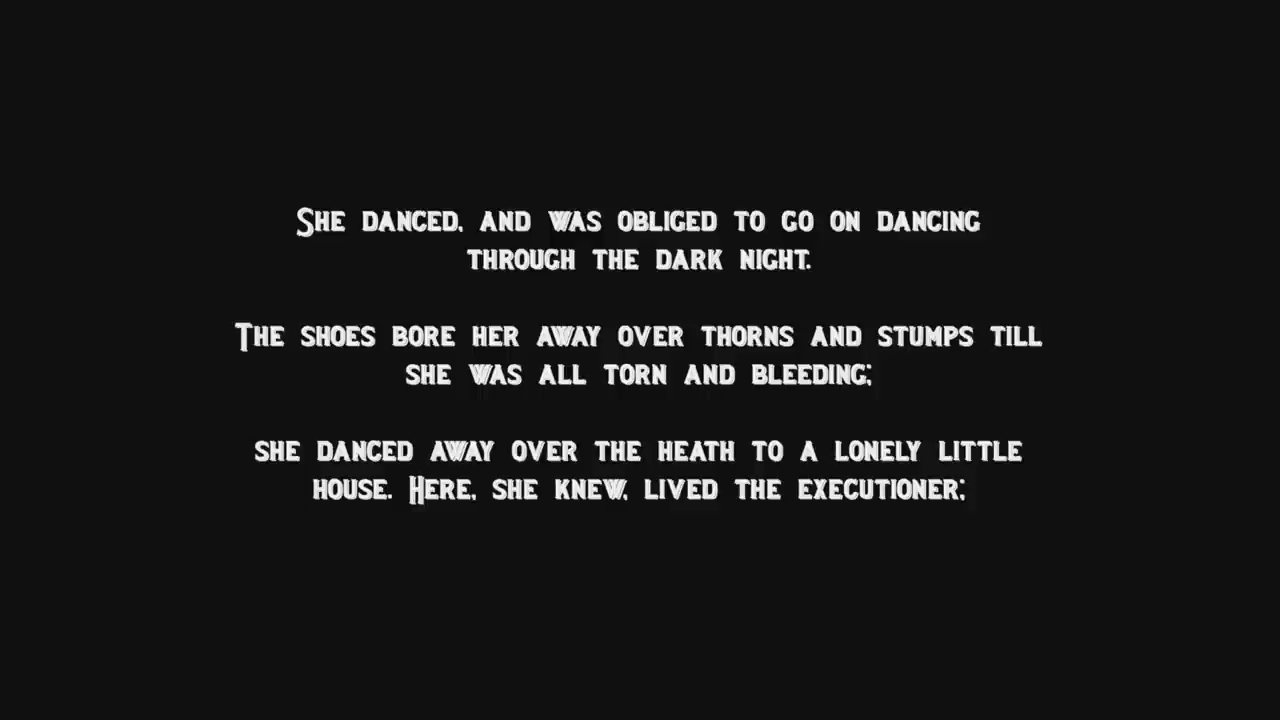 She danced, and was obliged to go on dancing
through the dark night.
The shoes bore her away over thorns and stumps till
she was all torn and bleeding;
she danced away over the heath to a lonely little
house. Here, she knew, lived the executioner;